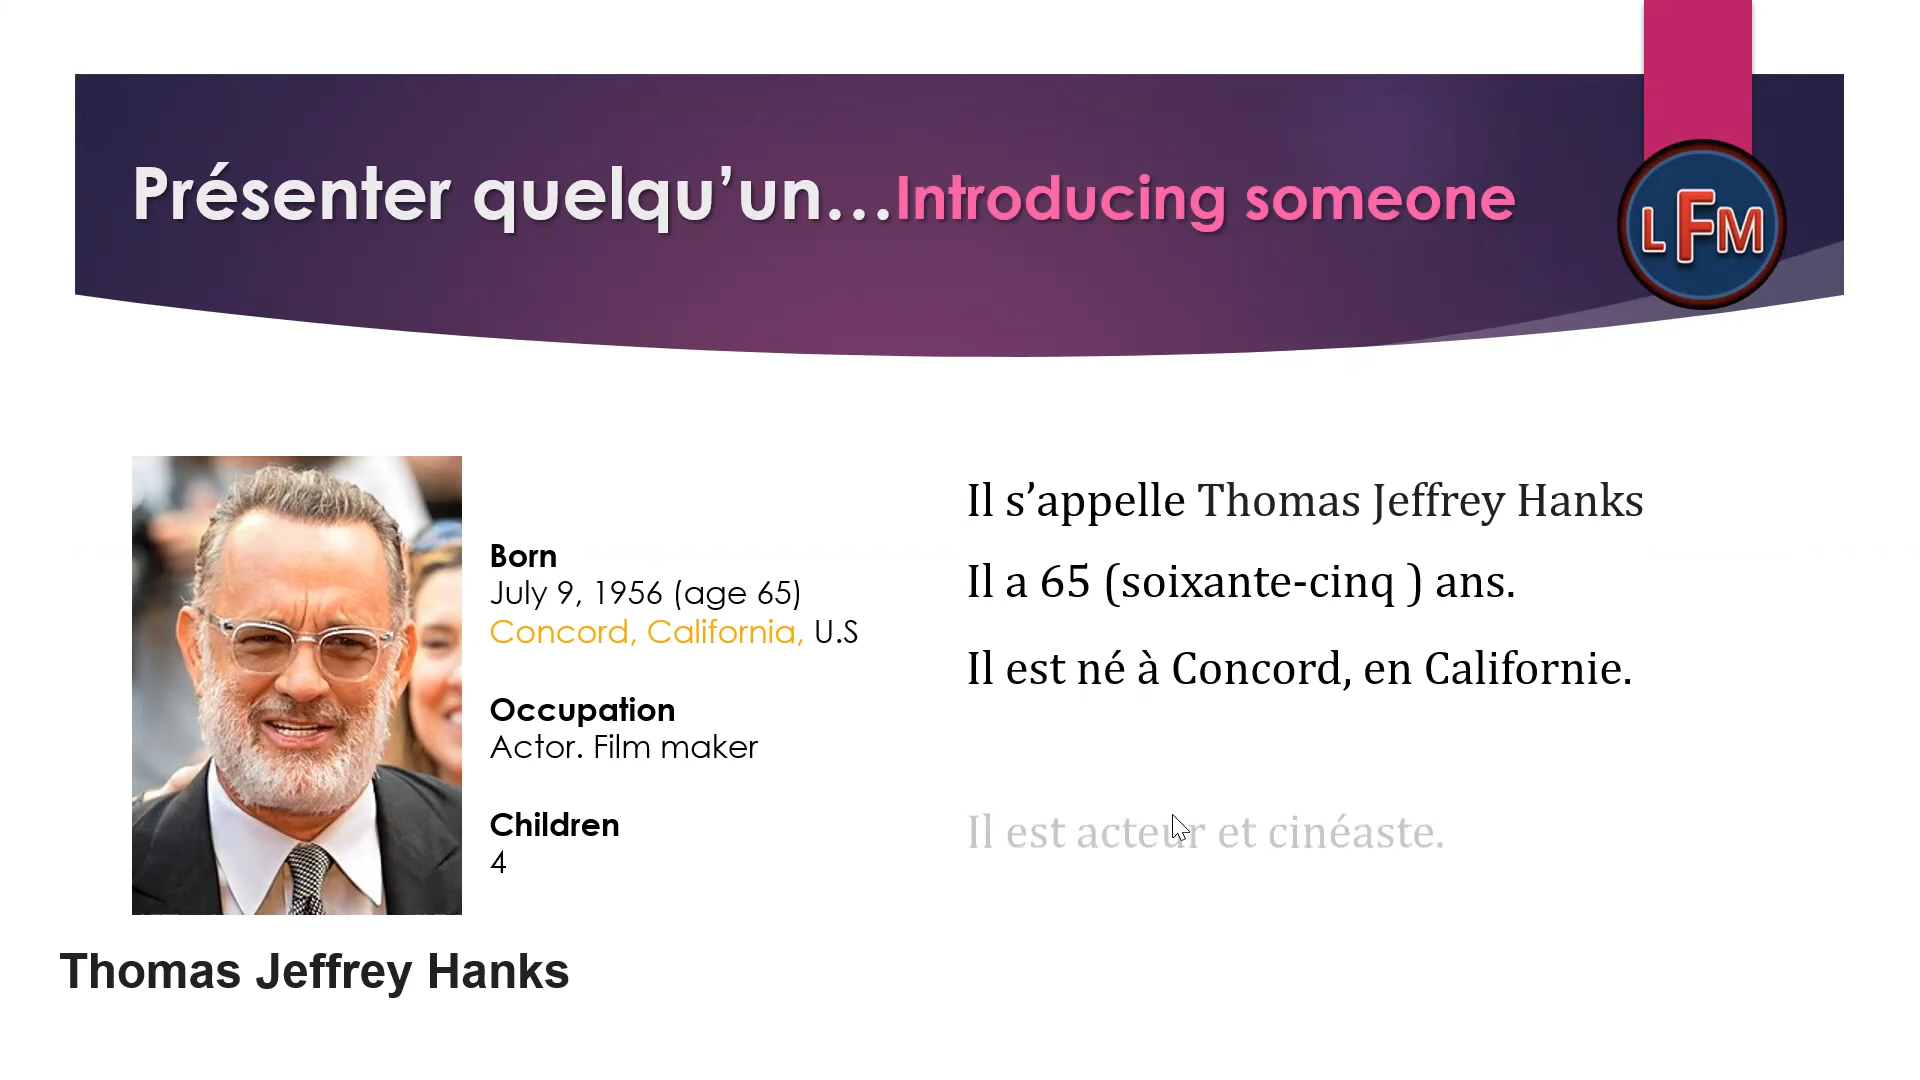 Présenter quelqu’un…Introducing someone
LFM
Born
July 9, 1956 (age 65)
Concord, California, U.S
Occupation
Actor. Film maker
Children
4
Thomas Jeffrey Hanks
Il s’appelle Thomas Jeffrey Hanks
Il a 65 (soixante-cinq ) ans.
Il est né à Concord, en Californie.
Il est acteur et cinéaste.